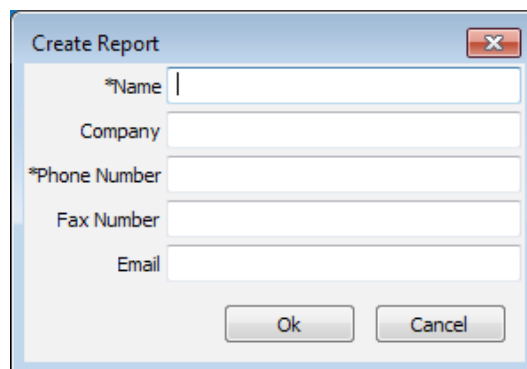 Create Report
*Name
Company
*Phone Number
Fax Number
Email
Ok Cancel